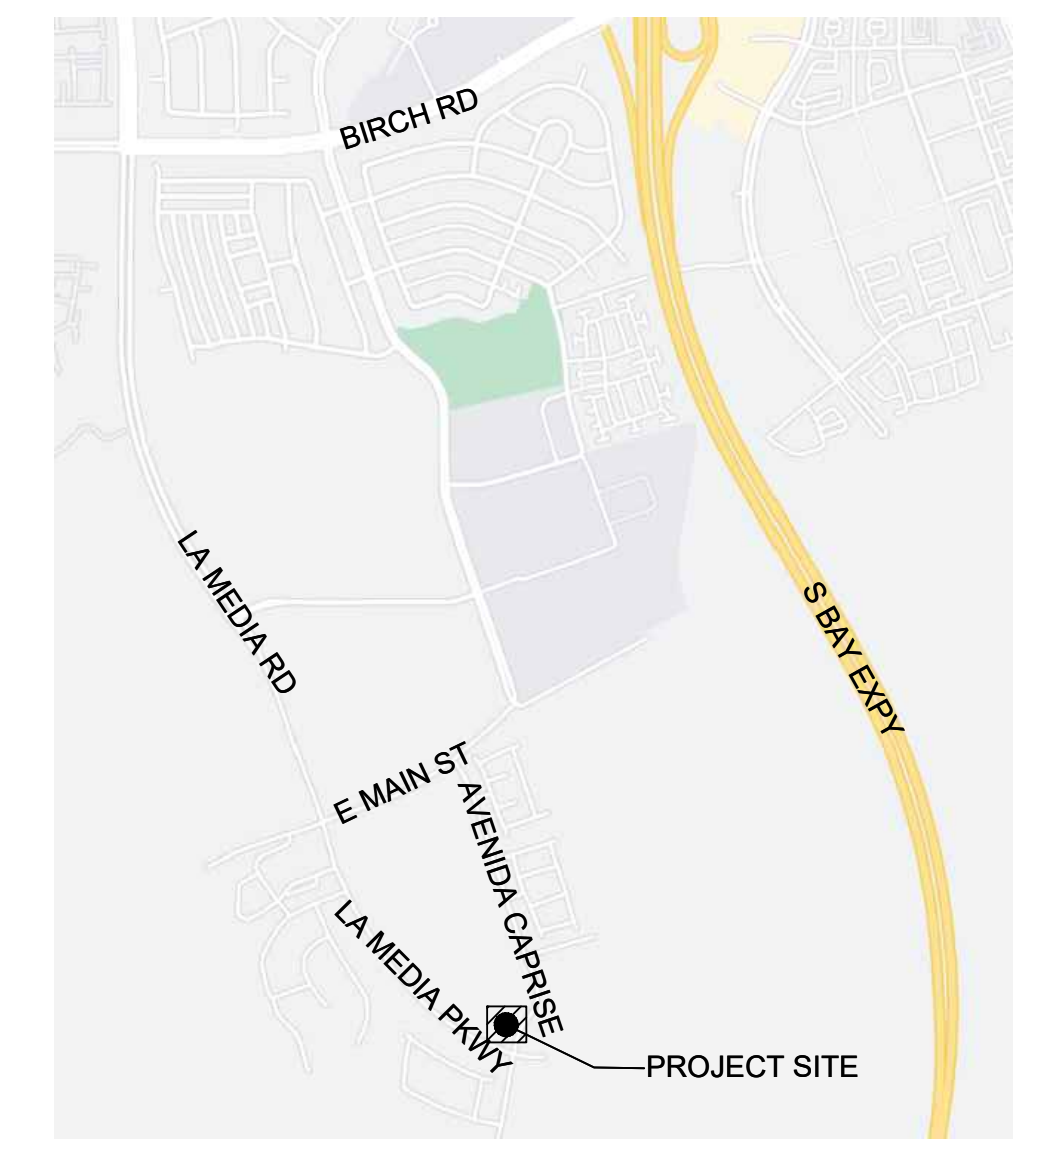 BIRCH RD
LA MEDIA RD
S BAY EXPY
E MAIN ST
AVENIDA CAPRISE
LA MEDIA PKWY
PROJECT SITE